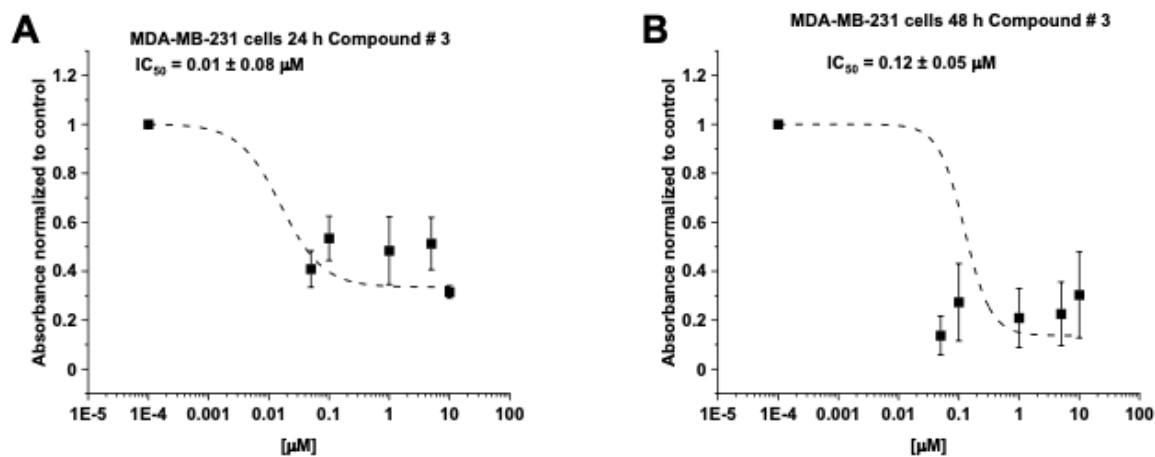 A
MDA-MB-231 cells 24 h Compound # 3
IC50 = 0.01 ± 0.08 µM
Absorbance normalized to control
1.2
1
0.8
0.6
0.4
0.2
0
1E-5 1E-4 0.001 0.01 0.1 1 10 100
[µM]
B
MDA-MB-231 cells 48 h Compound # 3
IC50 = 0.12 ± 0.05 µM
Absorbance normalized to control
1.2
1
0.8
0.6
0.4
0.2
0
1E-5 1E-4 0.001 0.01 0.1 1 10 100
[µM]